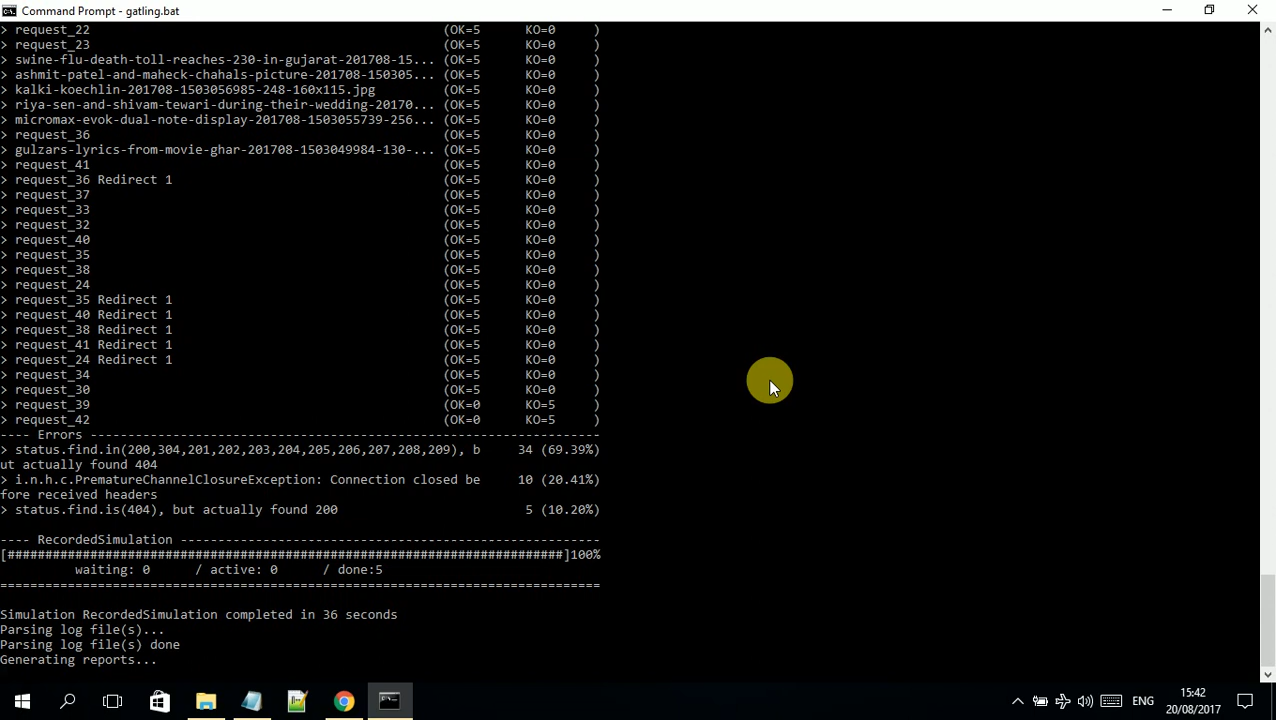 Command Prompt - gatling.bat
> request_22 (OK=5 KO=0 )
> request_23 (OK=5 KO=0 )
> swine-flu-death-toll-reaches-230-in-gujarat-201708-15... (OK=5 KO=0 )
> ashmit-patel-and-maheck-chahals-picture-201708-150305... (OK=5 KO=0 )
> kalki-koechlin-201708-1503056985-248-160x115.jpg (OK=5 KO=0 )
> riya-sen-and-shivam-tewari-during-their-wedding-20170... (OK=5 KO=0 )
> micromax-evok-dual-note-display-201708-1503055739-256... (OK=5 KO=0 )
> request_36 (OK=5 KO=0 )
> gulzars-lyrics-from-movie-ghar-201708-1503049984-130-... (OK=5 KO=0 )
> request_41 (OK=5 KO=0 )
> request_36 Redirect 1 (OK=5 KO=0 )
> request_37 (OK=5 KO=0 )
> request_33 (OK=5 KO=0 )
> request_32 (OK=5 KO=0 )
> request_40 (OK=5 KO=0 )
> request_35 (OK=5 KO=0 )
> request_38 (OK=5 KO=0 )
> request_24 (OK=5 KO=0 )
> request_35 Redirect 1 (OK=5 KO=0 )
> request_40 Redirect 1 (OK=5 KO=0 )
> request_38 Redirect 1 (OK=5 KO=0 )
> request_41 Redirect 1 (OK=5 KO=0 )
> request_24 Redirect 1 (OK=5 KO=0 )
> request_34 (OK=5 KO=0 )
> request_30 (OK=5 KO=0 )
> request_39 (OK=0 KO=5 )
> request_42 (OK=0 KO=5 )
---- Errors --------------------------------------------------------------------
> status.find.in(200,304,201,202,203,204,205,206,207,208,209), b 34 (69.39%)
ut actually found 404
> i.n.h.c.PrematureChannelClosureException: Connection closed be 10 (20.41%)
fore received headers
> status.find.is(404), but actually found 200 5 (10.20%)
---- RecordedSimulation --------------------------------------------------------
[##########################################################################]100%
waiting: 0 / active: 0 / done:5
================================================================================
Simulation RecordedSimulation completed in 36 seconds
Parsing log file(s)...
Parsing log file(s) done
Generating reports...
ENG
15:42
20/08/2017